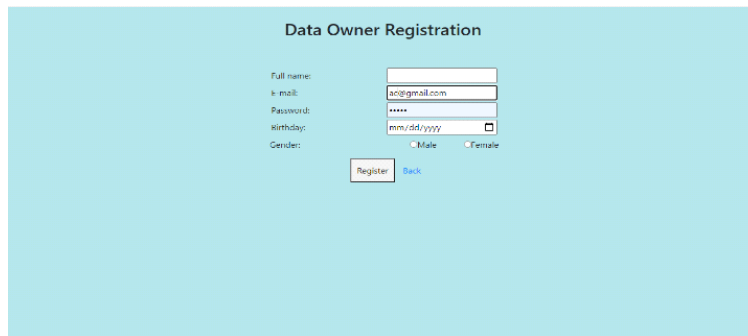 Data Owner Registration
Full name:
E-mail: ac@gmail.com
Password: •••••
Birthday: mm/dd/yyyy
Gender: Male Female
Register Back